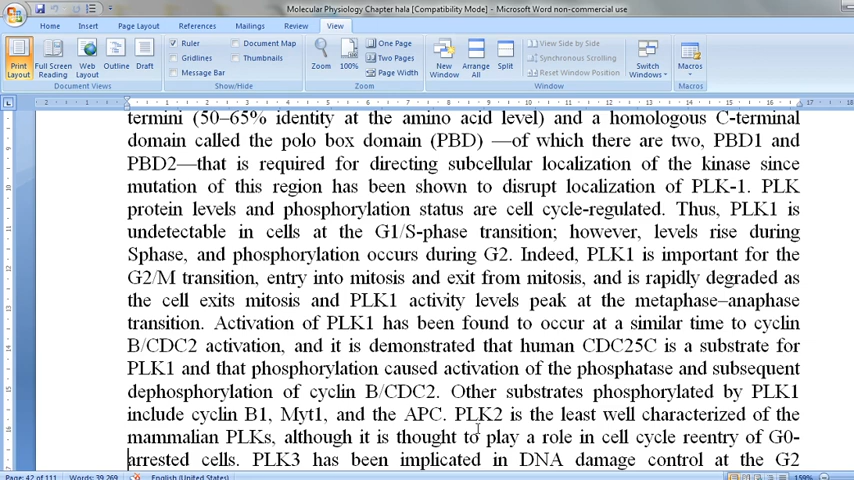 Molecular Physiology Chapter hala [Compatibility Mode] - Microsoft Word non-commercial use
Home Insert Page Layout References Mailings Review View
Print Layout
Full Screen Reading
Web Layout
Outline
Draft
Document Views
Ruler
Gridlines
Message Bar
Document Map
Thumbnails
Show/Hide
Zoom
100%
One Page
Two Pages
Page Width
Zoom
New Window
Arrange All
Split
View Side by Side
Synchronous Scrolling
Reset Window Position
Switch Windows
Window
Macros
Macros
termini (50–65% identity at the amino acid level) and a homologous C-terminal
domain called the polo box domain (PBD) —of which there are two, PBD1 and
PBD2—that is required for directing subcellular localization of the kinase since
mutation of this region has been shown to disrupt localization of PLK-1. PLK
protein levels and phosphorylation status are cell cycle-regulated. Thus, PLK1 is
undetectable in cells at the G1/S-phase transition; however, levels rise during
Sphase, and phosphorylation occurs during G2. Indeed, PLK1 is important for the
G2/M transition, entry into mitosis and exit from mitosis, and is rapidly degraded as
the cell exits mitosis and PLK1 activity levels peak at the metaphase–anaphase
transition. Activation of PLK1 has been found to occur at a similar time to cyclin
B/CDC2 activation, and it is demonstrated that human CDC25C is a substrate for
PLK1 and that phosphorylation caused activation of the phosphatase and subsequent
dephosphorylation of cyclin B/CDC2. Other substrates phosphorylated by PLK1
include cyclin B1, Myt1, and the APC. PLK2 is the least well characterized of the
mammalian PLKs, although it is thought to play a role in cell cycle reentry of G0-
arrested cells. PLK3 has been implicated in DNA damage control at the G2
Page: 42 of 111 Words: 39,269 English (United States) 159%